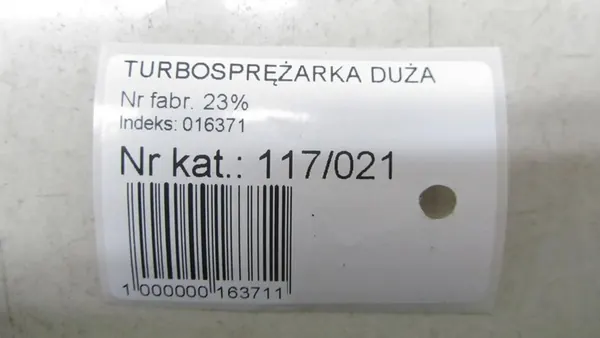 TURBOSPRĘŻARKA DUŻA
Nr fabr. 23%
Indeks: 016371
Nr kat.: 117/021
1 000000 163711